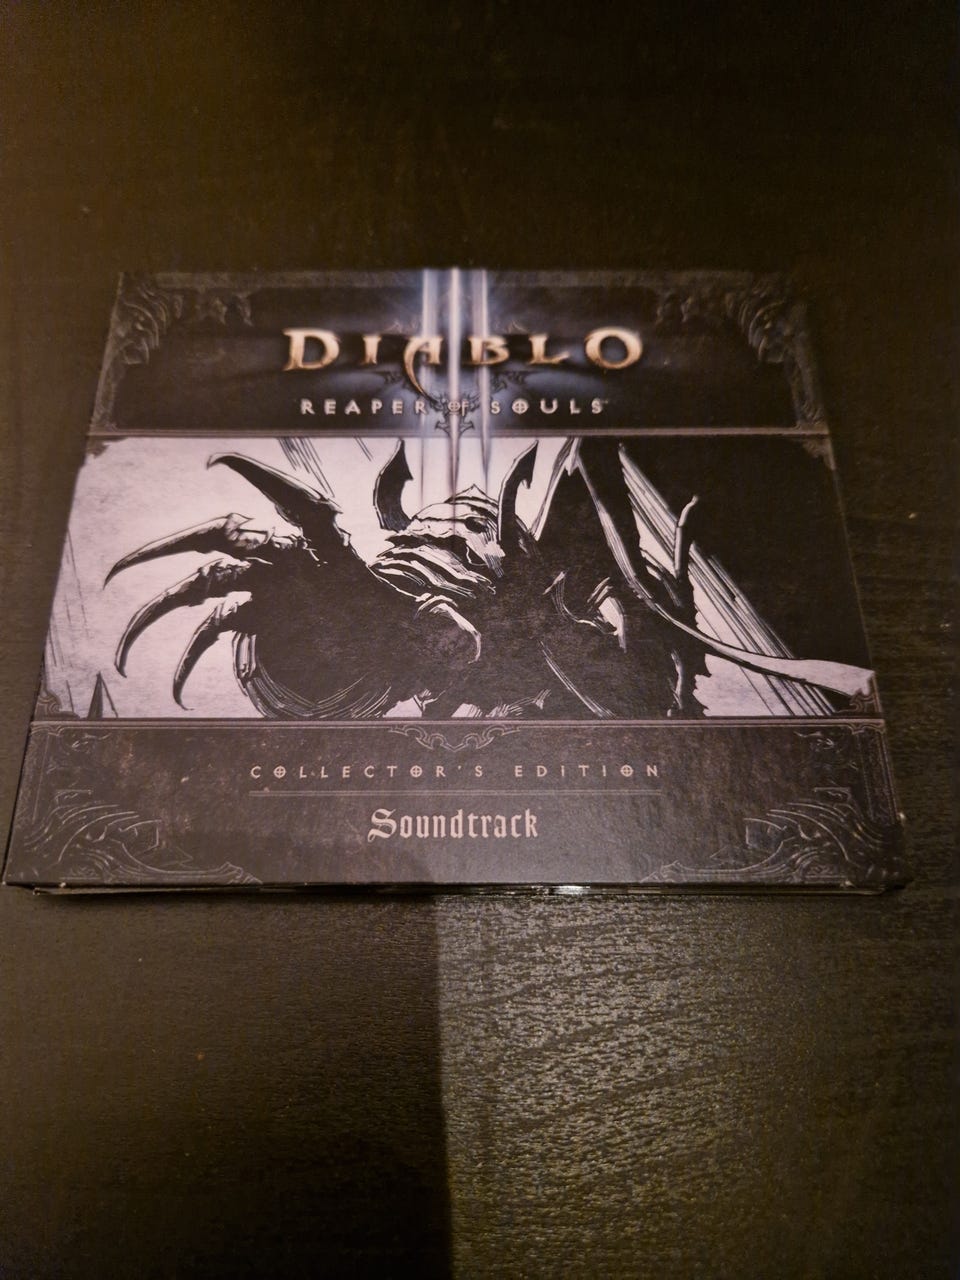 DIABLO
REAPER OF SOULS
COLLECTOR'S EDITION
Soundtrack